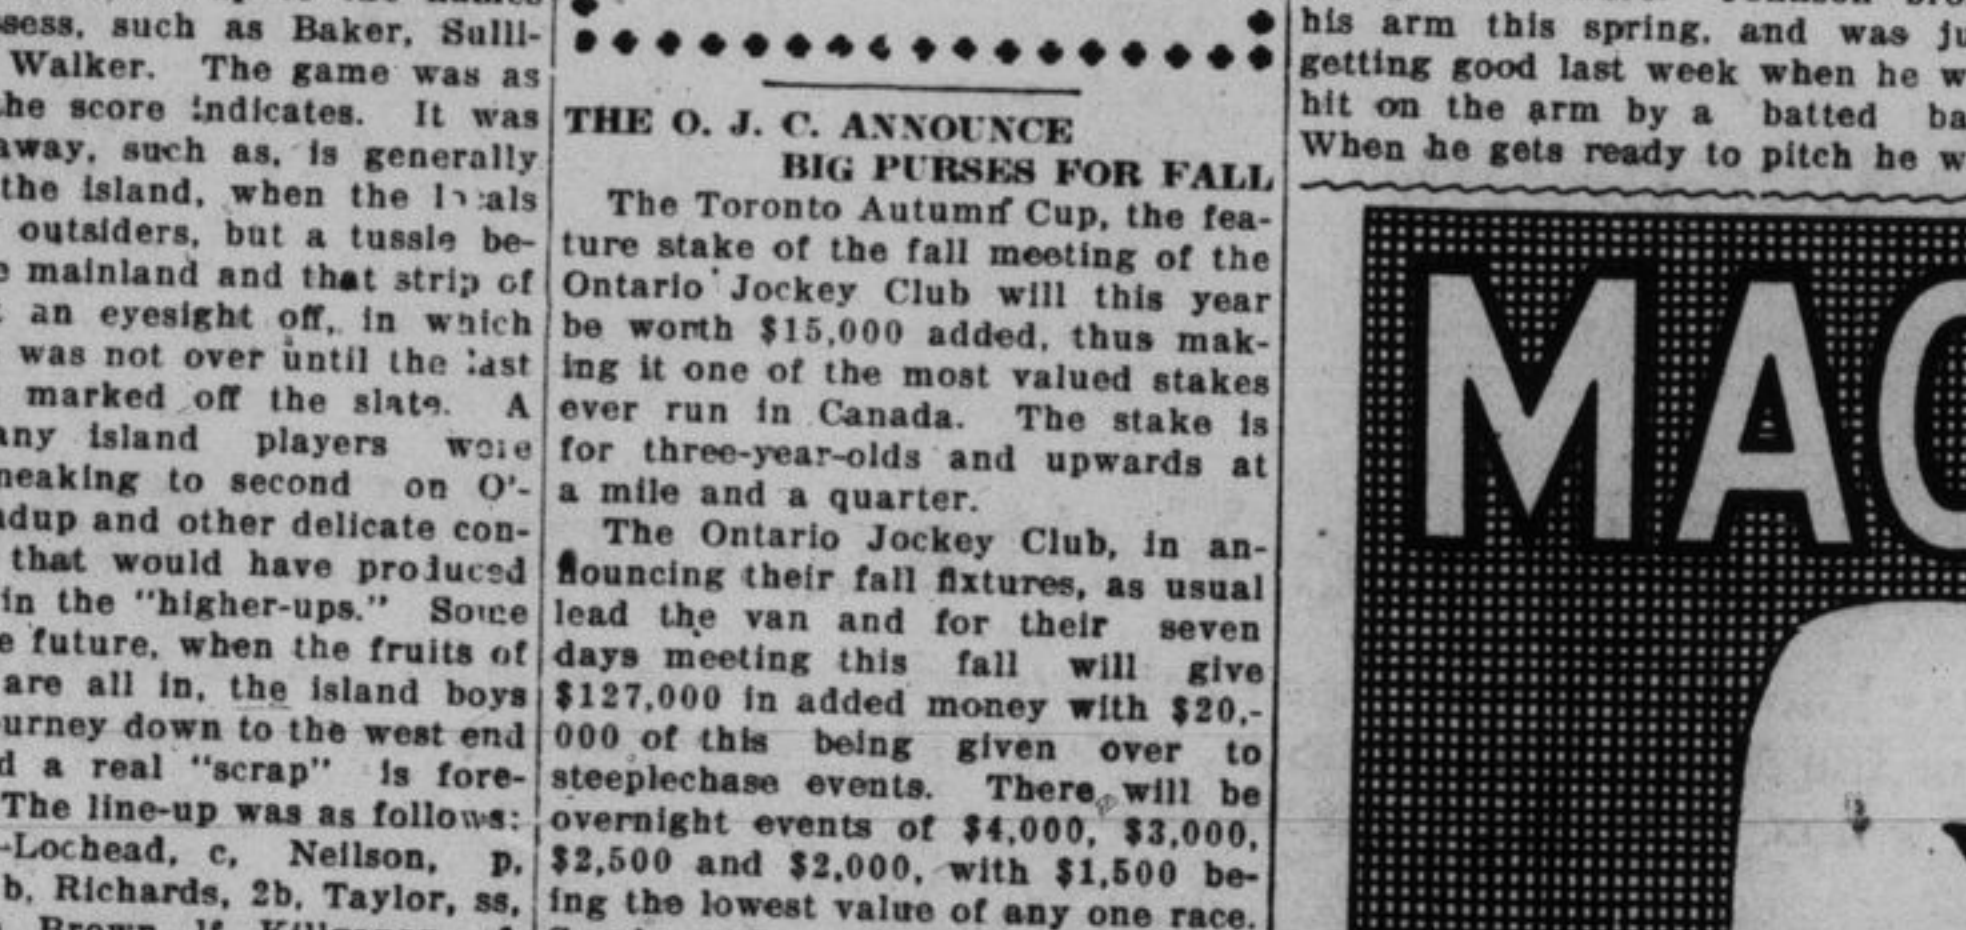 sess, such as Baker, Sulli-
Walker. The game was as
he score indicates. It was
away, such as, is generally
the island, when the locals
outsiders, but a tussle be-
mainland and that strip of
an eyesight off, in which
was not over until the last
marked off the slate. A
any island players were
neaking to second on O'-
dup and other delicate con-
that would have produced
in the "higher-ups." Some
e future, when the fruits of
are all in, the island boys
ourney down to the west end
d a real "scrap" is fore-
The line-up was as follows:
-Lochead, c, Neilson, p,
b, Richards, 2b, Taylor, ss,
THE O. J. C. ANNOUNCE
BIG PURSES FOR FALL
The Toronto Autumn Cup, the fea-
ture stake of the fall meeting of the
Ontario Jockey Club will this year
be worth $15,000 added, thus mak-
ing it one of the most valued stakes
ever run in Canada. The stake is
for three-year-olds and upwards at
a mile and a quarter.
The Ontario Jockey Club, in an-
nouncing their fall fixtures, as usual
lead the van and for their seven
days meeting this fall will give
$127,000 in added money with $20,-
000 of this being given over to
steeplechase events. There will be
overnight events of $4,000, $3,000,
$2,500 and $2,000, with $1,500 be-
ing the lowest value of any one race.
his arm this spring, and was ju
getting good last week when he w
hit on the arm by a batted ba
When he gets ready to pitch he w
MAC